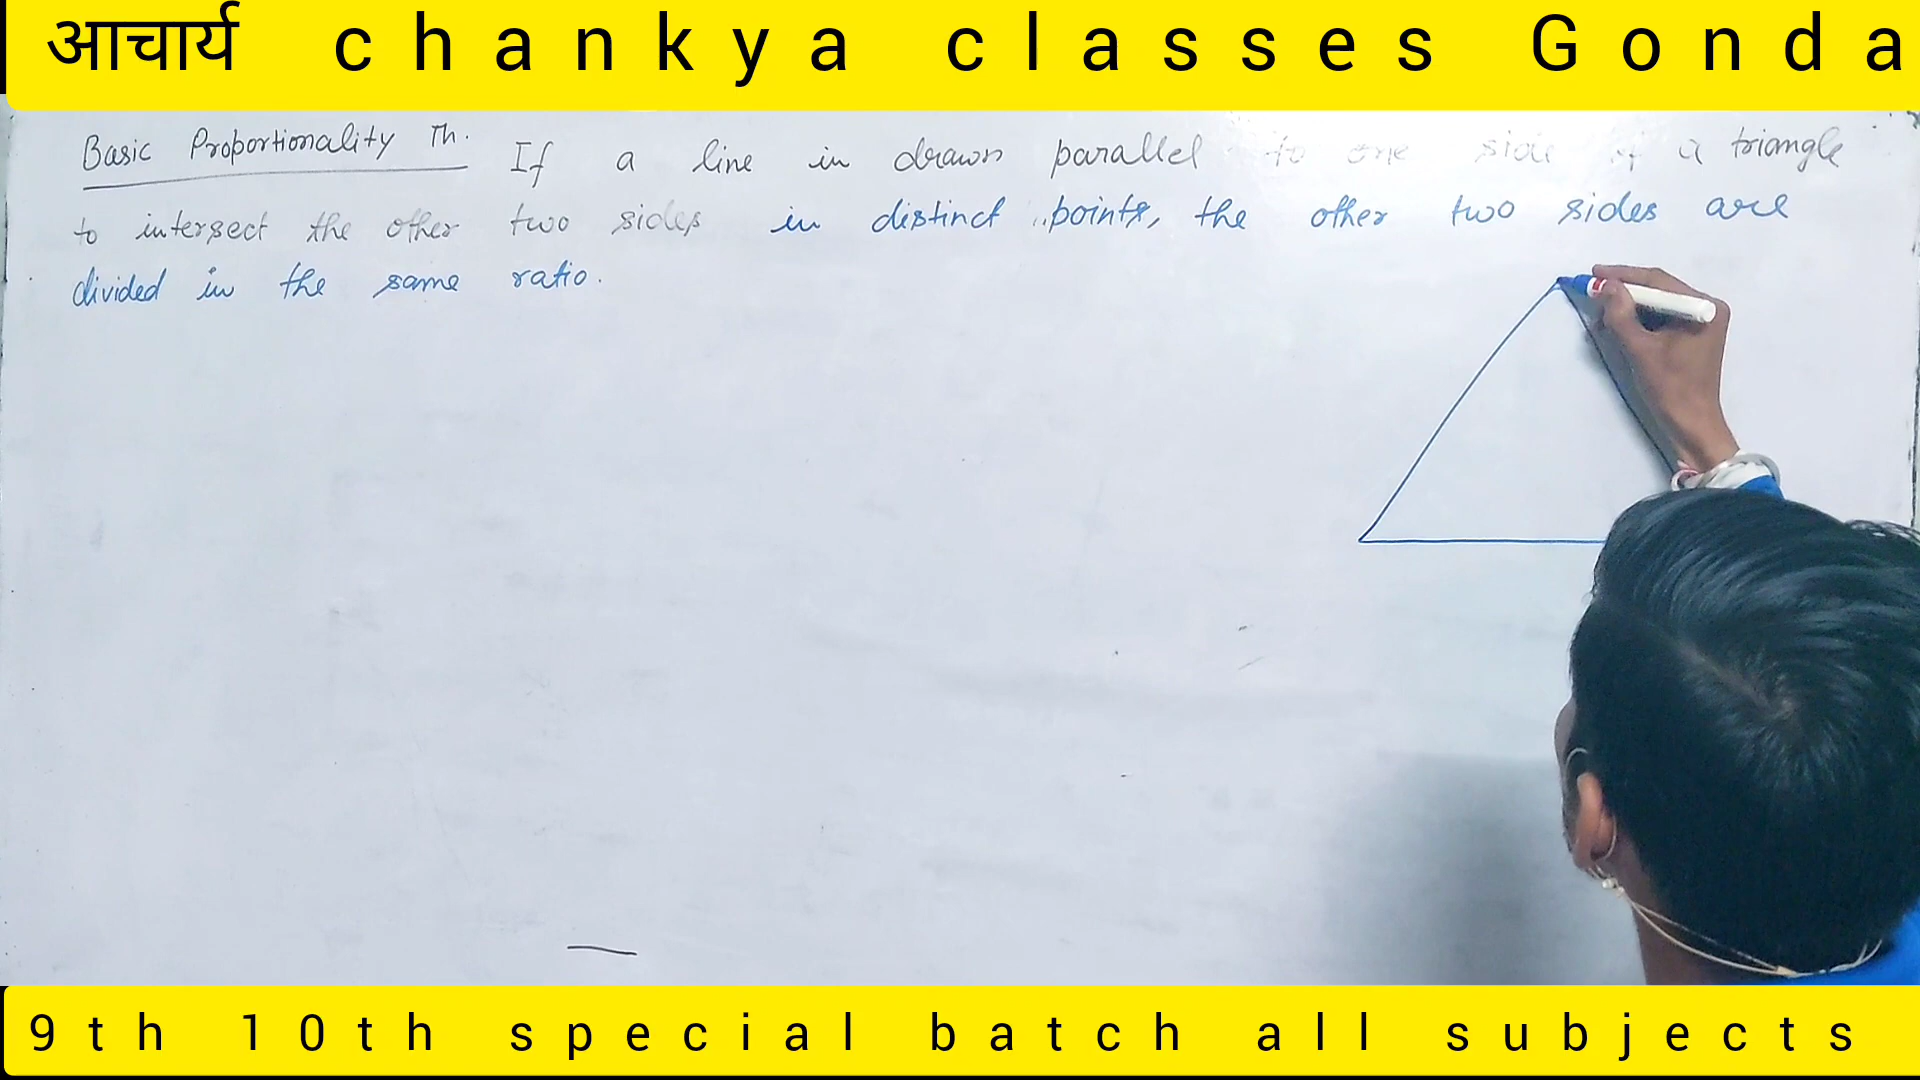 आचार्य chankya classes Gonda
Basic Proportionality Th. If a line in drawn parallel to one side of a triangle
to intersect the other two sides in distinct points, the other two sides are
divided in the same ratio.
9th 10th special batch all subjects